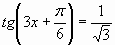 tg(3x + π/6) = 1/√3